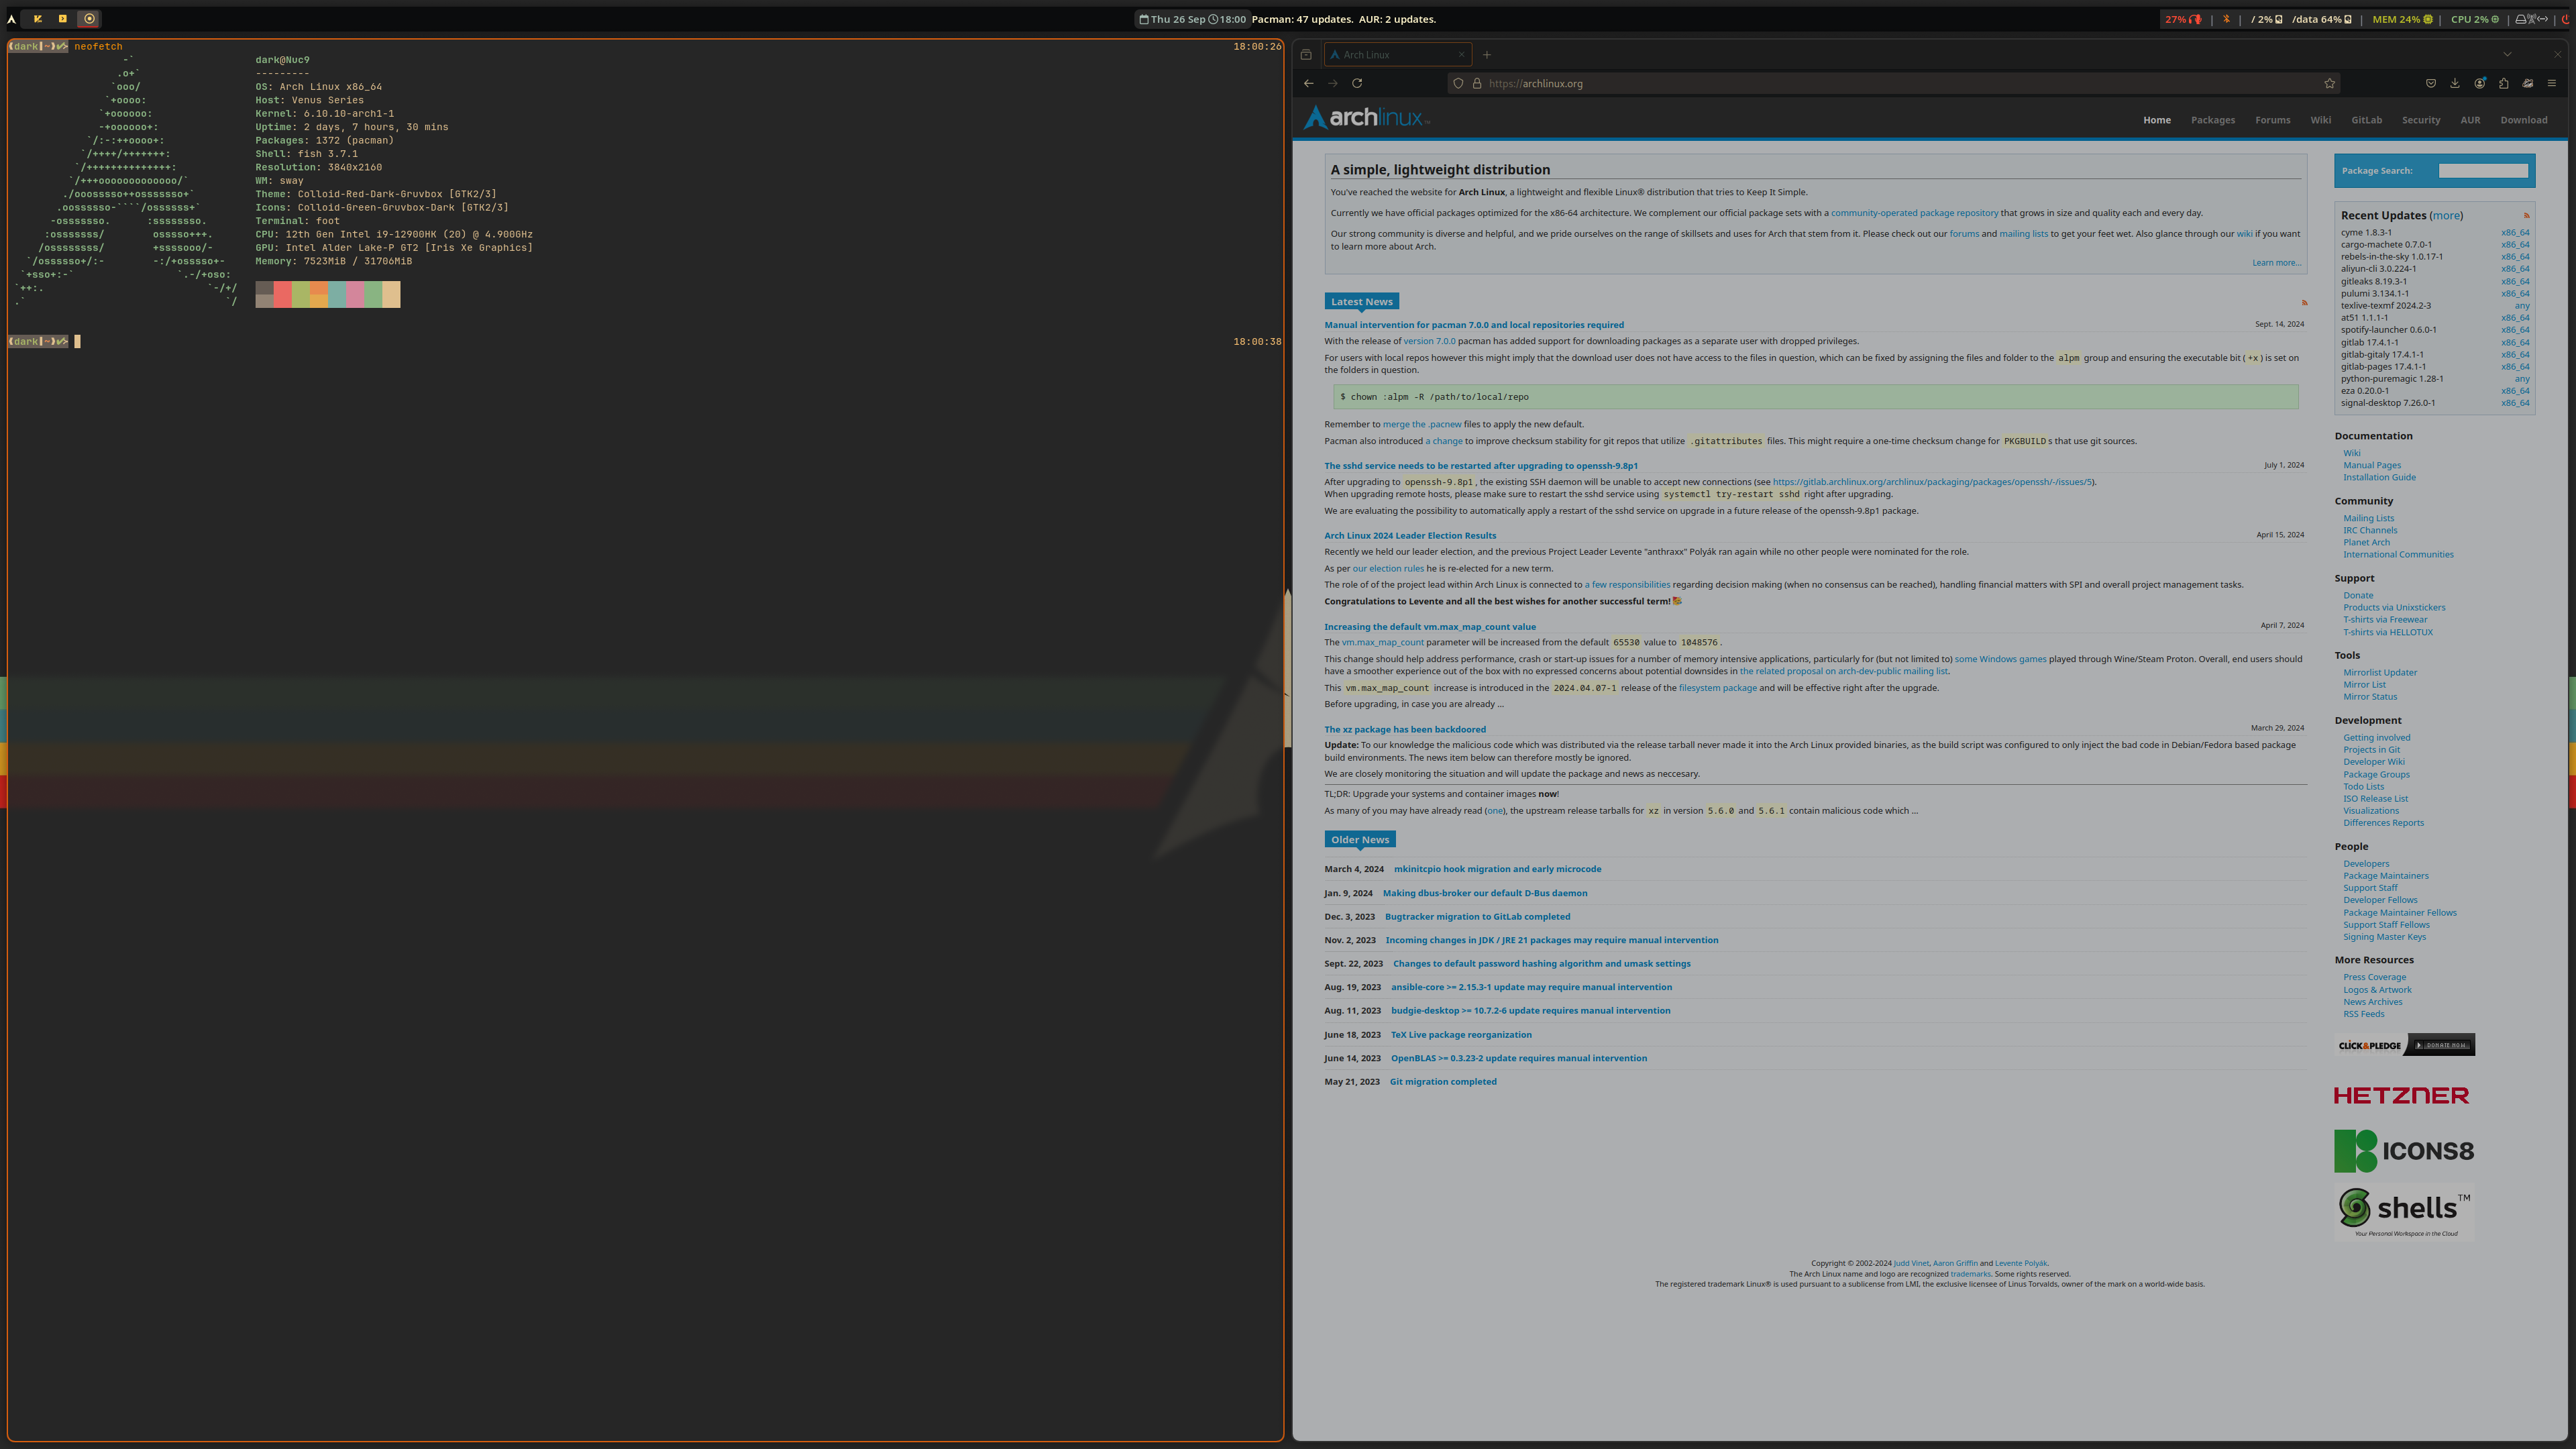 Thu 26 Sep 18:00 Pacman: 47 updates. AUR: 2 updates.
27% | | / 2% /data 64% | MEM 24% | CPU 2% | |
dark ~ neofetch 18:00:26
dark@Nuc9
---------
OS: Arch Linux x86_64
Host: Venus Series
Kernel: 6.10.10-arch1-1
Uptime: 2 days, 7 hours, 30 mins
Packages: 1372 (pacman)
Shell: fish 3.7.1
Resolution: 3840x2160
WM: sway
Theme: Colloid-Red-Dark-Gruvbox [GTK2/3]
Icons: Colloid-Green-Gruvbox-Dark [GTK2/3]
Terminal: foot
CPU: 12th Gen Intel i9-12900HK (20) @ 4.900GHz
GPU: Intel Alder Lake-P GT2 [Iris Xe Graphics]
Memory: 7523MiB / 31706MiB
dark ~ 18:00:38
Arch Linux
https://archlinux.org
archlinux
Home Packages Forums Wiki GitLab Security AUR Download
A simple, lightweight distribution
You've reached the website for Arch Linux, a lightweight and flexible Linux® distribution that tries to Keep It Simple.
Currently we have official packages optimized for the x86-64 architecture. We complement our official package sets with a community-operated package repository that grows in size and quality each and every day.
Our strong community is diverse and helpful, and we pride ourselves on the range of skillsets and uses for Arch that stem from it. Please check out our forums and mailing lists to get your feet wet. Also glance through our wiki if you want
to learn more about Arch.
Learn more...
Latest News
Manual intervention for pacman 7.0.0 and local repositories required Sept. 14, 2024
With the release of version 7.0.0 pacman has added support for downloading packages as a separate user with dropped privileges.
For users with local repos however this might imply that the download user does not have access to the files in question, which can be fixed by assigning the files and folder to the alpm group and ensuring the executable bit ( +x ) is set on
the folders in question.
$ chown :alpm -R /path/to/local/repo
Remember to merge the .pacnew files to apply the new default.
Pacman also introduced a change to improve checksum stability for git repos that utilize .gitattributes files. This might require a one-time checksum change for PKGBUILD s that use git sources.
The sshd service needs to be restarted after upgrading to openssh-9.8p1 July 1, 2024
After upgrading to openssh-9.8p1 , the existing SSH daemon will be unable to accept new connections (see https://gitlab.archlinux.org/archlinux/packaging/packages/openssh/-/issues/5).
When upgrading remote hosts, please make sure to restart the sshd service using systemctl try-restart sshd right after upgrading.
We are evaluating the possibility to automatically apply a restart of the sshd service on upgrade in a future release of the openssh-9.8p1 package.
Arch Linux 2024 Leader Election Results April 15, 2024
Recently we held our leader election, and the previous Project Leader Levente "anthraxx" Polyák ran again while no other people were nominated for the role.
As per our election rules he is re-elected for a new term.
The role of of the project lead within Arch Linux is connected to a few responsibilities regarding decision making (when no consensus can be reached), handling financial matters with SPI and overall project management tasks.
Congratulations to Levente and all the best wishes for another successful term! 🎉
Increasing the default vm.max_map_count value April 7, 2024
The vm.max_map_count parameter will be increased from the default 65530 value to 1048576 .
This change should help address performance, crash or start-up issues for a number of memory intensive applications, particularly for (but not limited to) some Windows games played through Wine/Steam Proton. Overall, end users should
have a smoother experience out of the box with no expressed concerns about potential downsides in the related proposal on arch-dev-public mailing list.
This vm.max_map_count increase is introduced in the 2024.04.07-1 release of the filesystem package and will be effective right after the upgrade.
Before upgrading, in case you are already ...
The xz package has been backdoored March 29, 2024
Update: To our knowledge the malicious code which was distributed via the release tarball never made it into the Arch Linux provided binaries, as the build script was configured to only inject the bad code in Debian/Fedora based package
build environments. The news item below can therefore mostly be ignored.
We are closely monitoring the situation and will update the package and news as neccesary.
TL;DR: Upgrade your systems and container images now!
As many of you may have already read (one), the upstream release tarballs for xz in version 5.6.0 and 5.6.1 contain malicious code which ...
Older News
March 4, 2024 mkinitcpio hook migration and early microcode
Jan. 9, 2024 Making dbus-broker our default D-Bus daemon
Dec. 3, 2023 Bugtracker migration to GitLab completed
Nov. 2, 2023 Incoming changes in JDK / JRE 21 packages may require manual intervention
Sept. 22, 2023 Changes to default password hashing algorithm and umask settings
Aug. 19, 2023 ansible-core >= 2.15.3-1 update may require manual intervention
Aug. 11, 2023 budgie-desktop >= 10.7.2-6 update requires manual intervention
June 18, 2023 TeX Live package reorganization
June 14, 2023 OpenBLAS >= 0.3.23-2 update requires manual intervention
May 21, 2023 Git migration completed
Package Search:
Recent Updates (more)
cyme 1.8.3-1 x86_64
cargo-machete 0.7.0-1 x86_64
rebels-in-the-sky 1.0.17-1 x86_64
aliyun-cli 3.0.224-1 x86_64
gitleaks 8.19.3-1 x86_64
pulumi 3.134.1-1 x86_64
texlive-texmf 2024.2-3 any
at51 1.1.1-1 x86_64
spotify-launcher 0.6.0-1 x86_64
gitlab 17.4.1-1 x86_64
gitlab-gitaly 17.4.1-1 x86_64
gitlab-pages 17.4.1-1 x86_64
python-puremagic 1.28-1 any
eza 0.20.0-1 x86_64
signal-desktop 7.26.0-1 x86_64
Documentation
Wiki
Manual Pages
Installation Guide
Community
Mailing Lists
IRC Channels
Planet Arch
International Communities
Support
Donate
Products via Unixstickers
T-shirts via Freewear
T-shirts via HELLOTUX
Tools
Mirrorlist Updater
Mirror List
Mirror Status
Development
Getting involved
Projects in Git
Developer Wiki
Package Groups
Todo Lists
ISO Release List
Visualizations
Differences Reports
People
Developers
Package Maintainers
Support Staff
Developer Fellows
Package Maintainer Fellows
Support Staff Fellows
Signing Master Keys
More Resources
Press Coverage
Logos & Artwork
News Archives
RSS Feeds
CLICK&PLEDGE DONATE NOW
HETZNER
ICONS8
shells™
Your Personal Workspace in the Cloud
Copyright © 2002-2024 Judd Vinet, Aaron Griffin and Levente Polyák.
The Arch Linux name and logo are recognized trademarks. Some rights reserved.
The registered trademark Linux® is used pursuant to a sublicense from LMI, the exclusive licensee of Linus Torvalds, owner of the mark on a world-wide basis.